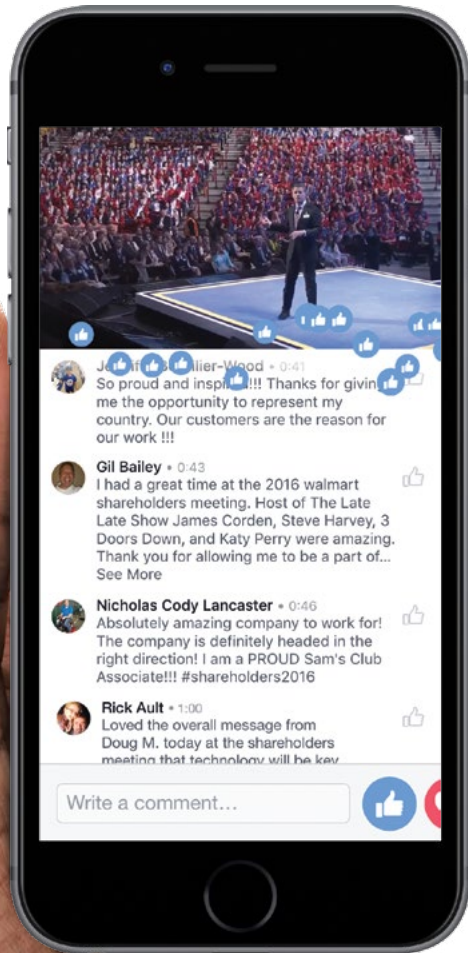 Wood • 0:41
So proud and inspi !!! Thanks for givin
me the opportunity to represent my
country. Our customers are the reason for
our work !!!
Gil Bailey • 0:43
I had a great time at the 2016 walmart
shareholders meeting. Host of The Late
Late Show James Corden, Steve Harvey, 3
Doors Down, and Katy Perry were amazing.
Thank you for allowing me to be a part of...
See More
Nicholas Cody Lancaster • 0:46
Absolutely amazing company to work for!
The company is definitely headed in the
right direction! I am a PROUD Sam's Club
Associate!!! #shareholders2016
Rick Ault • 1:00
Loved the overall message from
Doug M. today at the shareholders
meeting that technology will be key
Write a comment...